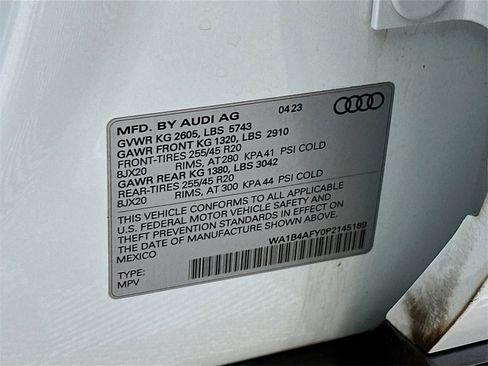 MFD. BY AUDI AG 04 23
GVWR KG 2605, LBS 5743
GAWR FRONT KG 1320, LBS 2910
FRONT-TIRES 255/45 R20
8JX20 RIMS, AT 280 KPA 41 PSI COLD
GAWR REAR KG 1380, LBS 3042
REAR-TIRES 255/45 R20
8JX20 RIMS, AT 300 KPA 44 PSI COLD
THIS VEHICLE CONFORMS TO ALL APPLICABLE
U.S. FEDERAL MOTOR VEHICLE SAFETY AND
THEFT PREVENTION STANDARDS IN EFFECT ON
THE DATE OF MANUFACTURE SHOWN ABOVE.
MEXICO WA1B4AFY0P2145189
TYPE:
MPV